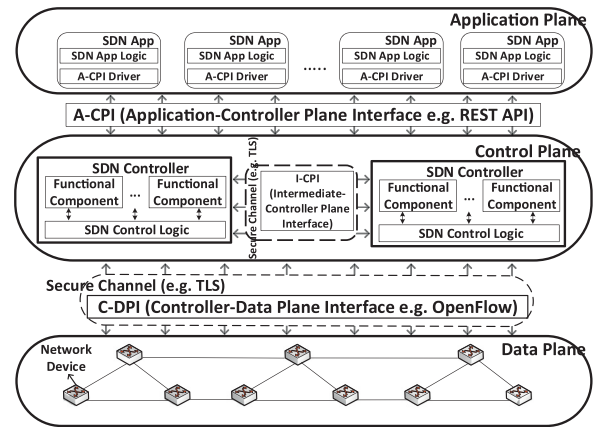 Application Plane
SDN App
SDN App Logic
A-CPI Driver
SDN App
SDN App Logic
A-CPI Driver
.....
SDN App
SDN App Logic
A-CPI Driver
SDN App
SDN App Logic
A-CPI Driver
A-CPI (Application-Controller Plane Interface e.g. REST API)
Control Plane
SDN Controller
Functional
Component
...
Functional
Component
SDN Control Logic
Secure Channel (e.g. TLS)
I-CPI
(Intermediate-
Controller Plane
Interface)
SDN Controller
Functional
Component
...
Functional
Component
SDN Control Logic
Secure Channel (e.g. TLS)
C-DPI (Controller-Data Plane Interface e.g. OpenFlow)
Data Plane
Network
Device